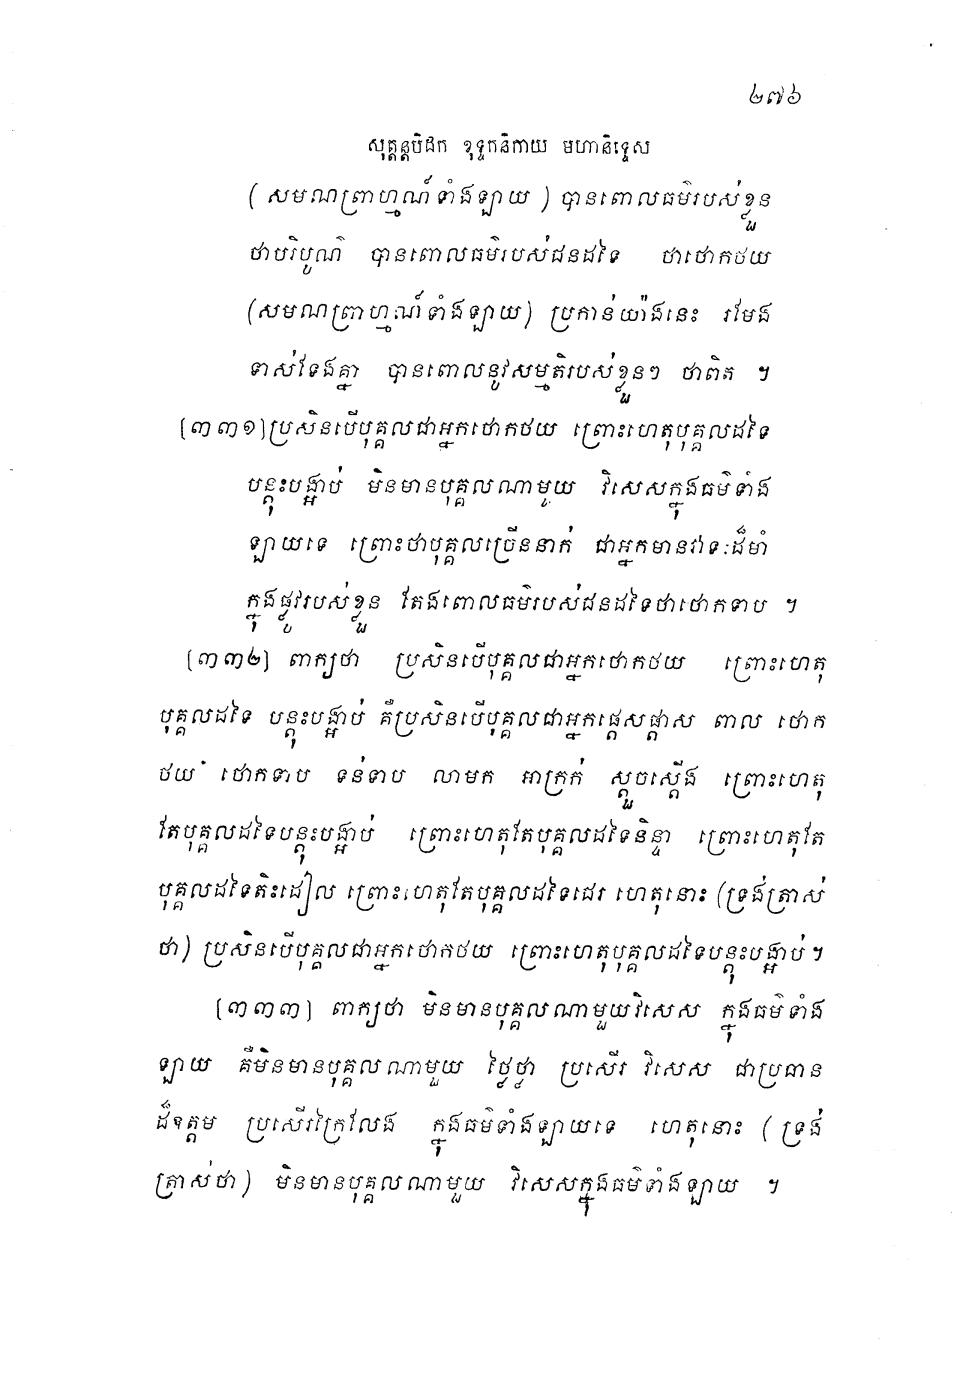 ២៧៦
សុត្តន្តបិដក ខុទ្ទកនិកាយ មហានិទ្ទេស
( សមណព្រាហ្មណ៍ទាំងឡាយ ) បានពោលធម៌របស់ខ្លួន
ថាបរិបូណ៌ បានពោលធម៌របស់ជនដទៃ ថាថោកថយ
(សមណព្រាហ្មណ៍ទាំងឡាយ) ប្រកាន់យ៉ាងនេះ រមែង
ទាស់ទែងគ្នា បានពោលនូវសម្មតិរបស់ខ្លួនៗ ថាពិត ។
(៣៣១)ប្រសិនបើបុគ្គលជាអ្នកថោកថយ ព្រោះហេតុបុគ្គលដទៃ
បន្តុះបង្អាប់ មិនមានបុគ្គលណាមួយ វិសេសក្នុងធម៌ទាំង
ឡាយទេ ព្រោះថាបុគ្គលច្រើននាក់ ជាអ្នកមានវាទៈដ៏មាំ
ក្នុងផ្លូវរបស់ខ្លួន តែងពោលធម៌របស់ជនដទៃថាថោកទាប ។
(៣៣២) ពាក្យថា ប្រសិនបើបុគ្គលជាអ្នកថោកថយ ព្រោះហេតុ
បុគ្គលដទៃ បន្តុះបង្អាប់ គឺប្រសិនបើបុគ្គលជាអ្នកផ្តេសផ្តាស ពាល ថោក
ថយ ថោកទាប ទន់ទាប លាមក អាក្រក់ ស្តួចស្តើង ព្រោះហេតុ
តែបុគ្គលដទៃបន្តុះបង្អាប់ ព្រោះហេតុតែបុគ្គលដទៃនិន្ទា ព្រោះហេតុតែ
បុគ្គលដទៃតិះដៀល ព្រោះហេតុតែបុគ្គលដទៃជេរ ហេតុនោះ (ទ្រង់ត្រាស់
ថា) ប្រសិនបើបុគ្គលជាអ្នកថោកថយ ព្រោះហេតុបុគ្គលដទៃបន្តុះបង្អាប់។
(៣៣៣) ពាក្យថា មិនមានបុគ្គលណាមួយវិសេស ក្នុងធម៌ទាំង
ឡាយ គឺមិនមានបុគ្គលណាមួយ ថ្លៃថ្លា ប្រសើរ វិសេស ជាប្រធាន
ដ៏ឧត្តម ប្រសើរក្រៃលែង ក្នុងធម៌ទាំងឡាយទេ ហេតុនោះ ( ទ្រង់
ត្រាស់ថា) មិនមានបុគ្គលណាមួយ វិសេសក្នុងធម៌ទាំងឡាយ ។